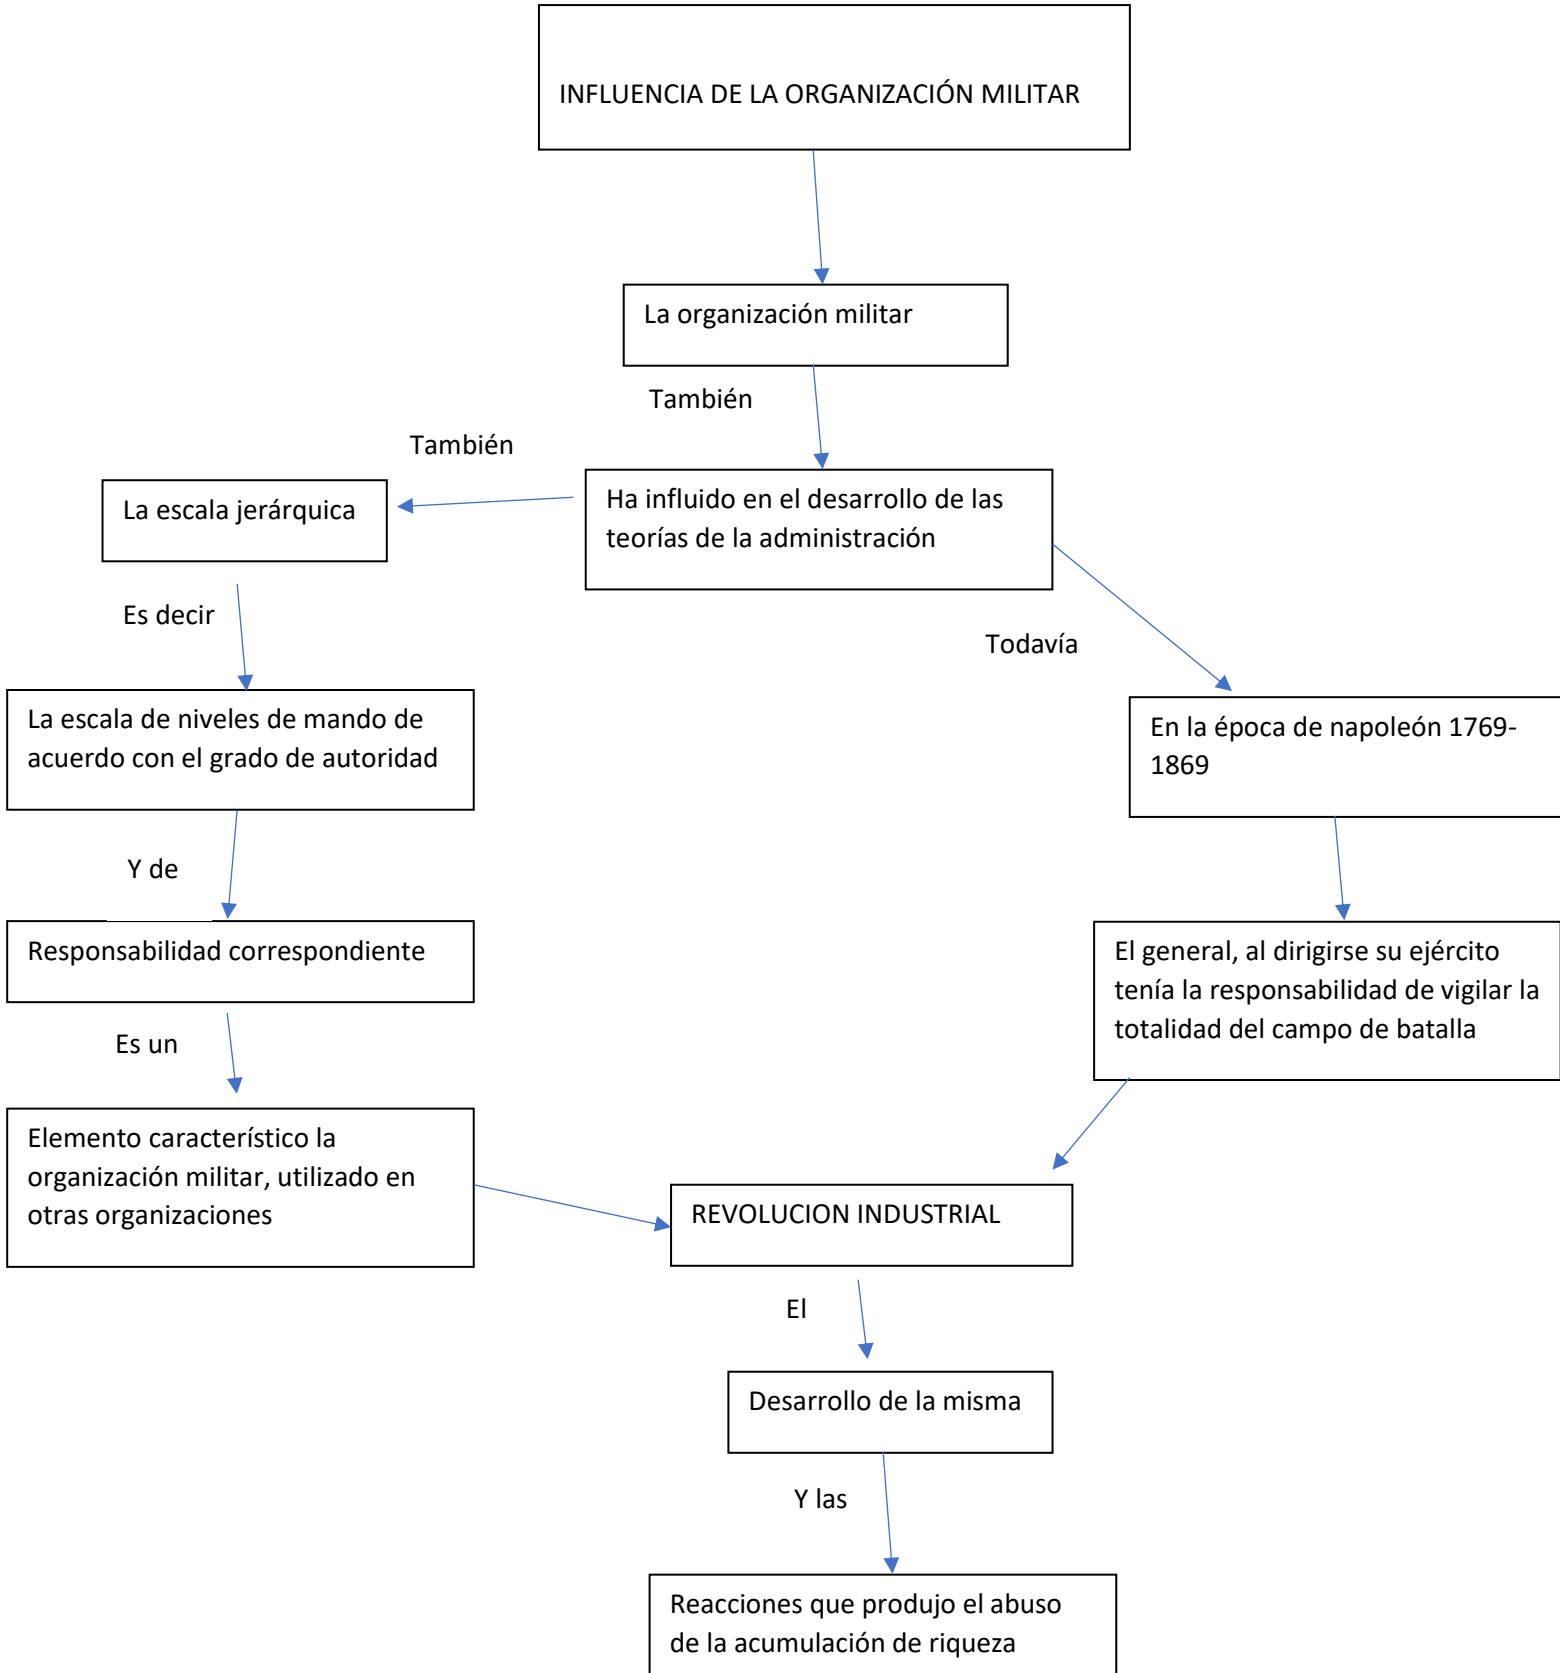 INFLUENCIA DE LA ORGANIZACIÓN MILITAR
La organización militar
También
También
La escala jerárquica
Ha influido en el desarrollo de las
teorías de la administración
Es decir
Todavía
La escala de niveles de mando de
acuerdo con el grado de autoridad
En la época de napoleón 1769-
1869
Y de
Responsabilidad correspondiente
El general, al dirigirse su ejército
tenía la responsabilidad de vigilar la
totalidad del campo de batalla
Es un
Elemento característico la
organización militar, utilizado en
otras organizaciones
REVOLUCION INDUSTRIAL
El
Desarrollo de la misma
Y las
Reacciones que produjo el abuso
de la acumulación de riqueza